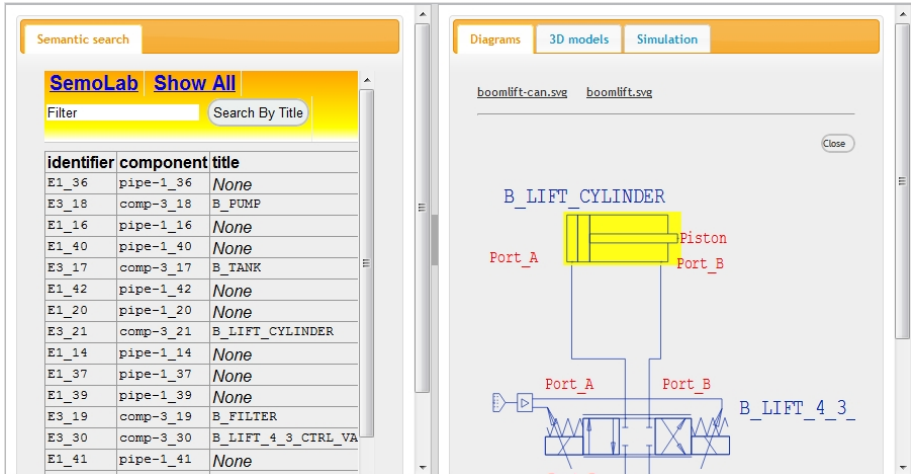 Semantic search
SemoLab Show All
Filter Search By Title
identifier component title
E1_36 pipe-1_36 None
E3_18 comp-3_18 B_PUMP
E1_16 pipe-1_16 None
E1_40 pipe-1_40 None
E3_17 comp-3_17 B_TANK
E1_42 pipe-1_42 None
E1_20 pipe-1_20 None
E3_21 comp-3_21 B_LIFT_CYLINDER
E1_14 pipe-1_14 None
E1_37 pipe-1_37 None
E1_39 pipe-1_39 None
E3_19 comp-3_19 B_FILTER
E3_30 comp-3_30 B_LIFT_4_3_CTRL_VA
E1_41 pipe-1_41 None
Diagrams 3D models Simulation
boomlift-can.svg boomlift.svg
Close
B_LIFT_CYLINDER
Piston
Port_A
Port_B
Port_A Port_B
B_LIFT_4_3_